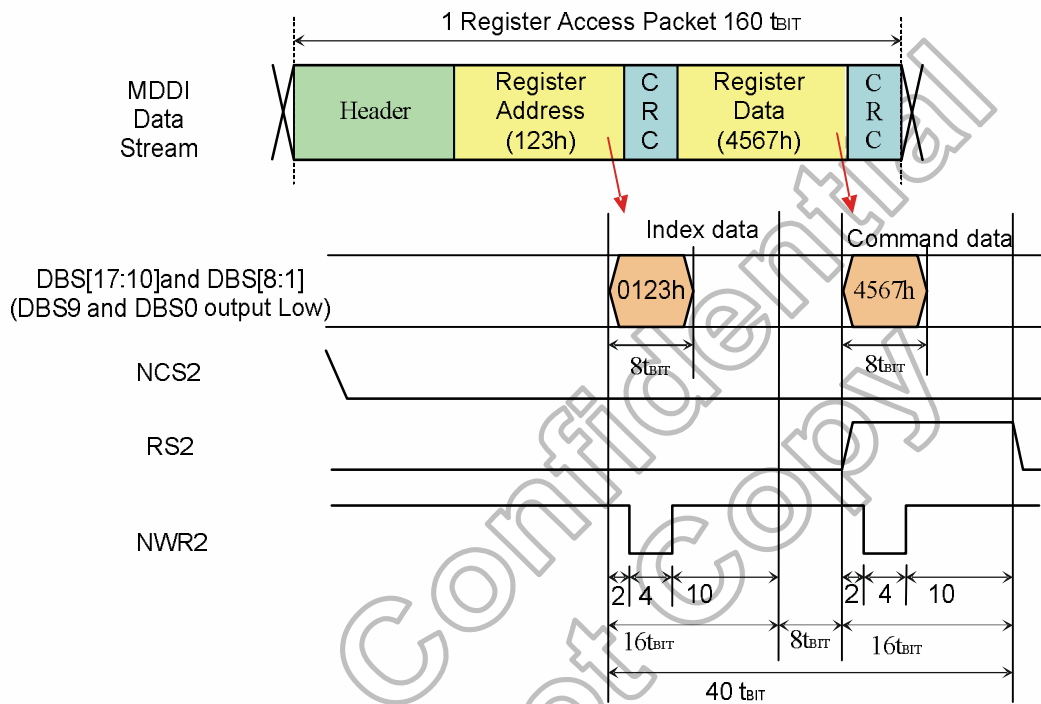 1 Register Access Packet 160 tBIT
MDDI
Data
Stream
Header
Register
Address
(123h)
C
R
C
Register
Data
(4567h)
C
R
C
Index data
Command data
DBS[17:10]and DBS[8:1]
(DBS9 and DBS0 output Low)
0123h
4567h
8tBIT
8tBIT
NCS2
RS2
NWR2
2 4 10
2 4 10
16tBIT
8tBIT
16tBIT
40 tBIT
Confidential
ot Copy